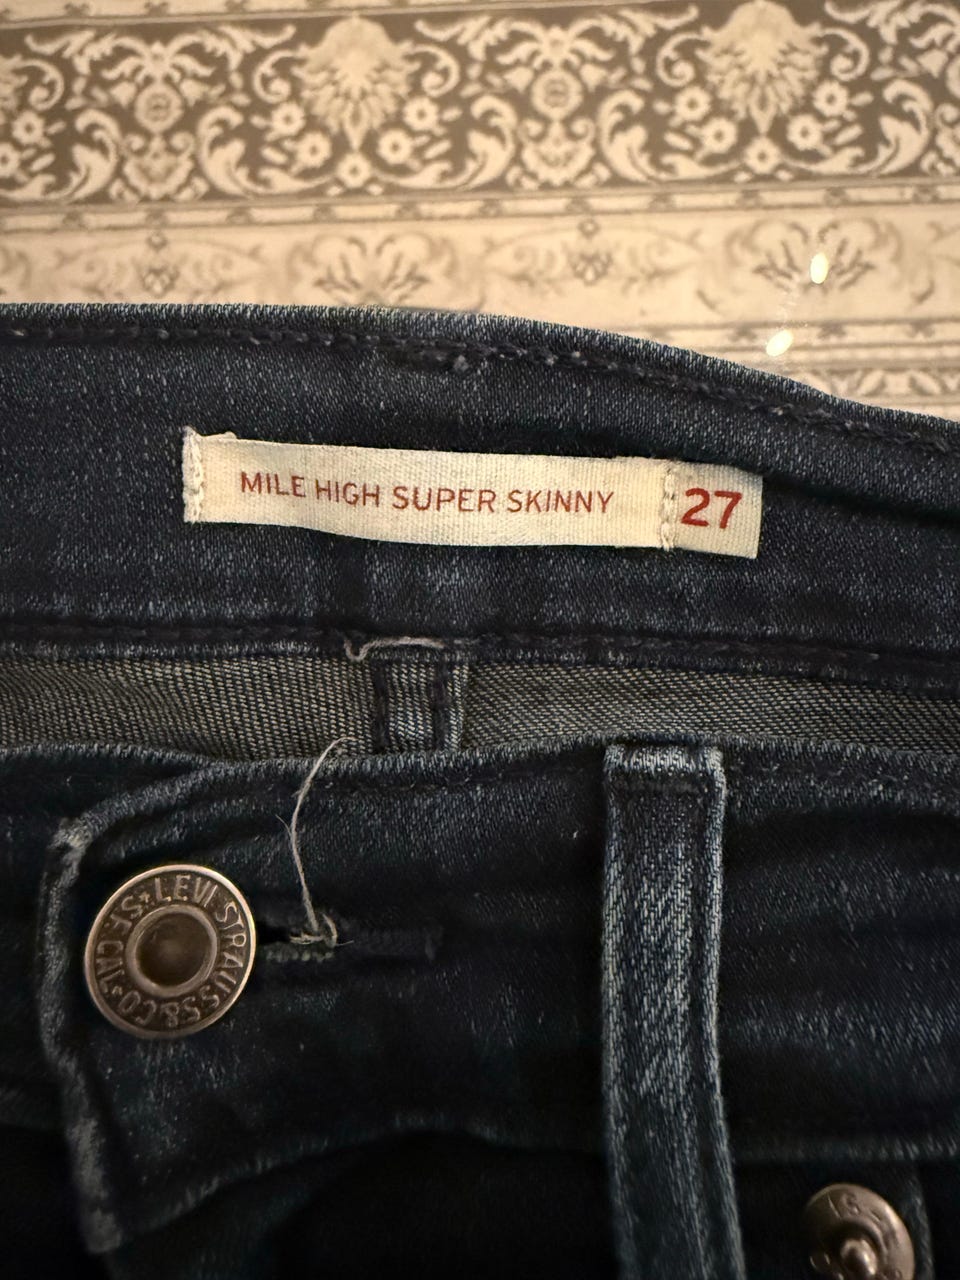 MILE HIGH SUPER SKINNY 27
LEVI STRAUSS & CO S.F. CAL